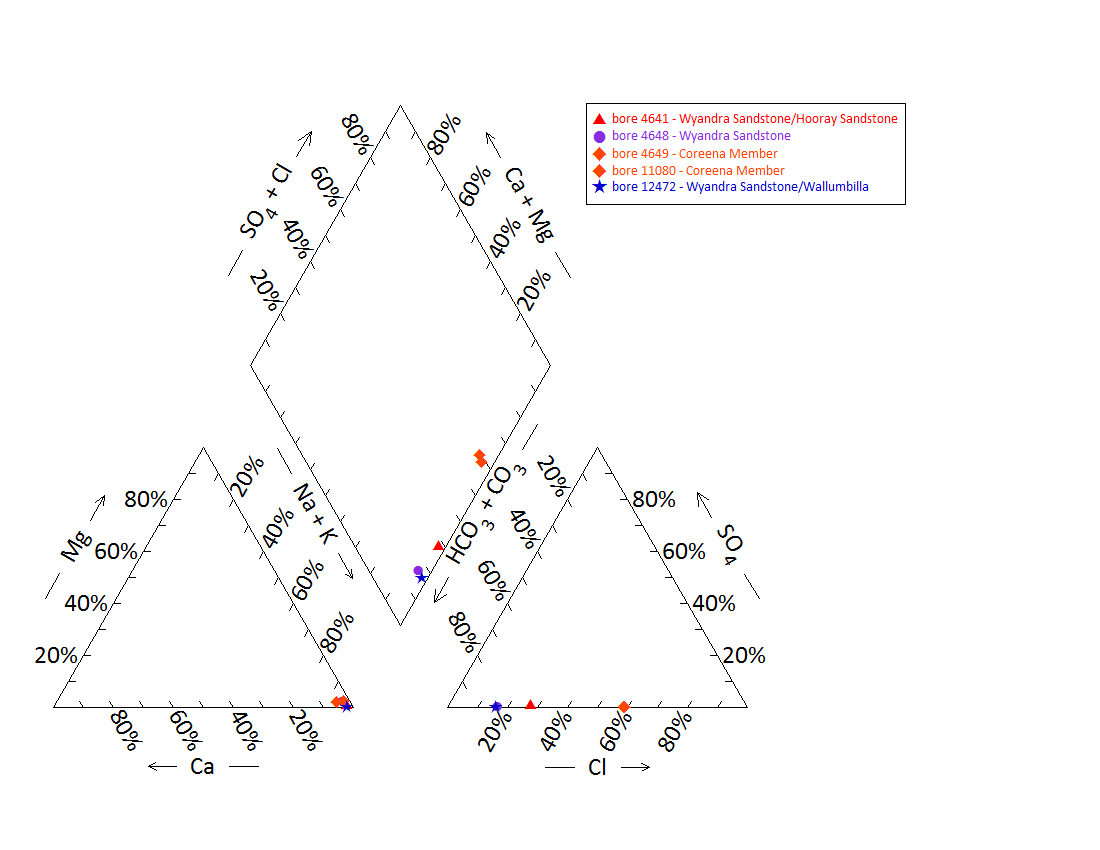 bore 4641 - Wyandra Sandstone/Hooray Sandstone
bore 4648 - Wyandra Sandstone
bore 4649 - Coreena Member
bore 11080 - Coreena Member
bore 12472 - Wyandra Sandstone/Wallumbilla
80%
60%
40%
20%
SO4 + Cl
80%
60%
40%
20%
Ca + Mg
Na + K
HCO3 + CO3
Mg
80%
60%
40%
20%
20%
40%
60%
80%
80%
60%
40%
20%
Ca
20%
40%
60%
80%
80%
60%
40%
20%
SO4
20%
40%
60%
80%
Cl